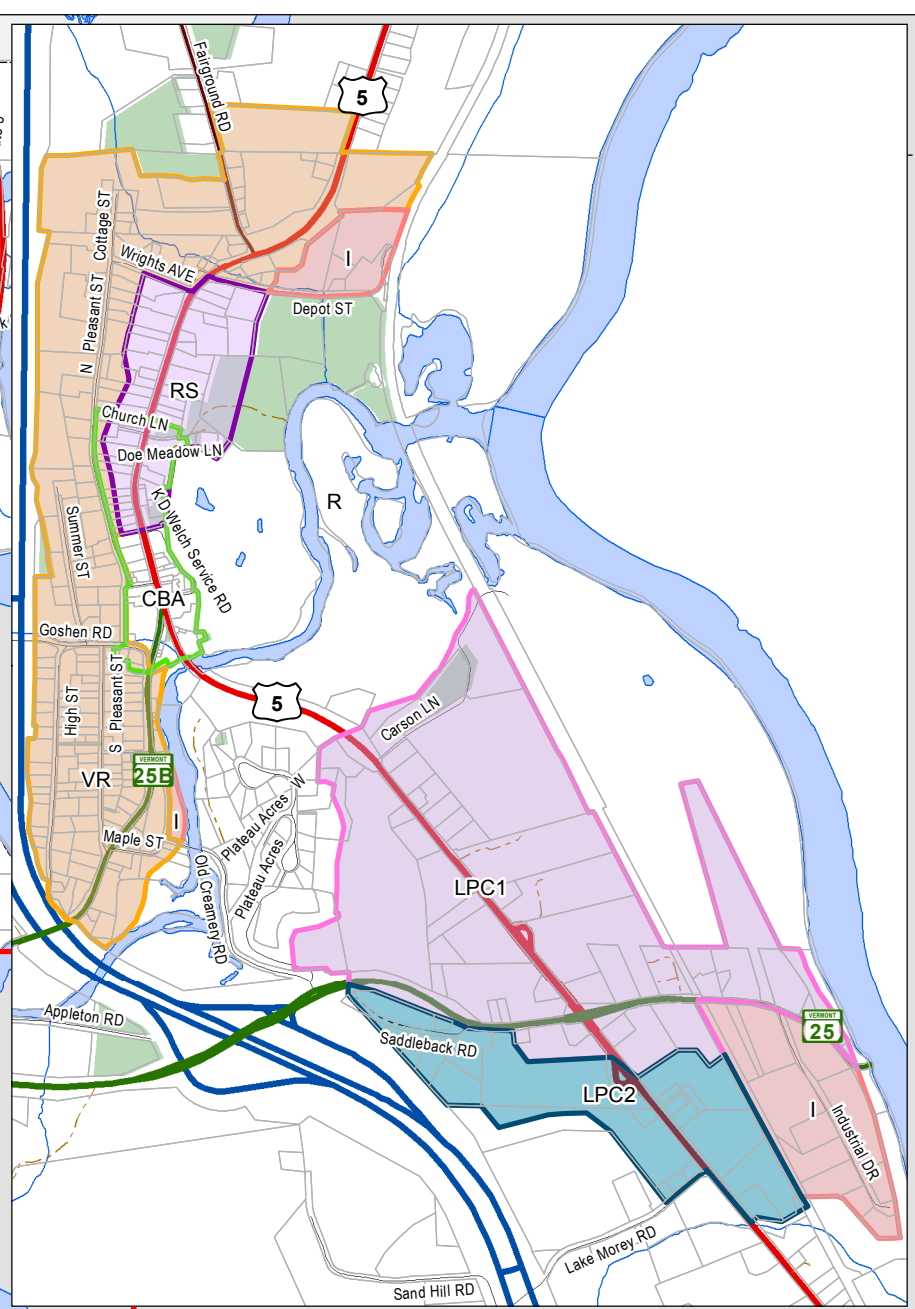 Fairground RD
5
N Pleasant ST
Cottage ST
Wrights AVE
I
Depot ST
RS
Church LN
Doe Meadow LN
R
K D Welch Service RD
Summer ST
CBA
Goshen RD
High ST
S Pleasant ST
5
Carson LN
VERMONT
25B
VR
I
Plateau Acres W
Maple ST
Plateau Acres
Old Creamery RD
LPC1
Appleton RD
VERMONT
25
Saddleback RD
LPC2
I
Industrial DR
Lake Morey RD
Sand Hill RD